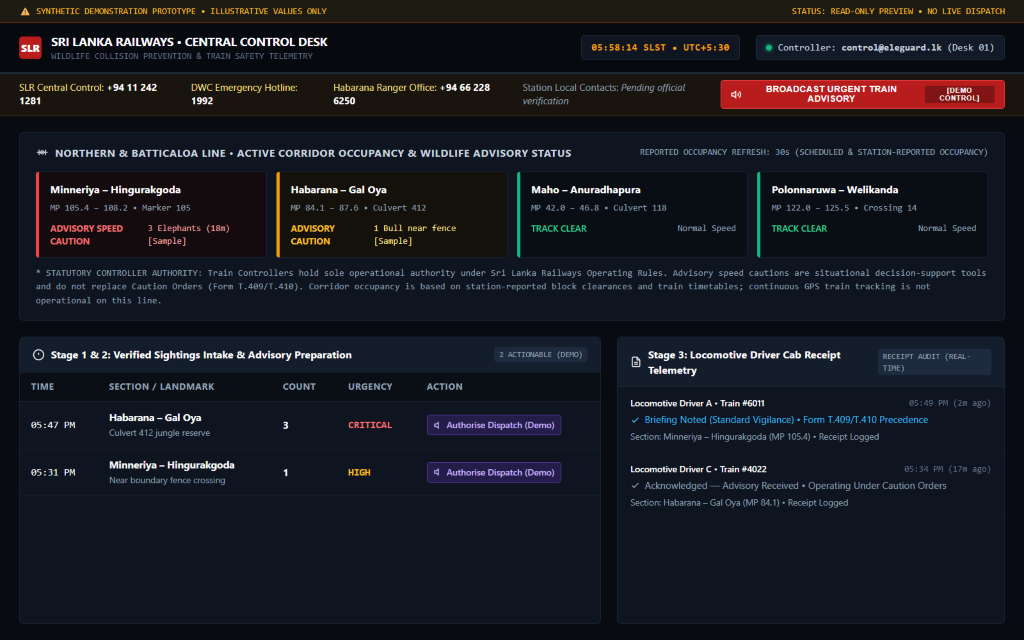 SYNTHETIC DEMONSTRATION PROTOTYPE • ILLUSTRATIVE VALUES ONLY
STATUS: READ-ONLY PREVIEW • NO LIVE DISPATCH
SLR
SRI LANKA RAILWAYS • CENTRAL CONTROL DESK
WILDLIFE COLLISION PREVENTION & TRAIN SAFETY TELEMETRY
05:58:14 SLST • UTC+5:30
Controller: control@eleguard.lk (Desk 01)
SLR Central Control: +94 11 242
1281
DWC Emergency Hotline:
1992
Habarana Ranger Office: +94 66 228
6250
Station Local Contacts: Pending official
verification
BROADCAST URGENT TRAIN
ADVISORY
[DEMO
CONTROL]
NORTHERN & BATTICALOA LINE • ACTIVE CORRIDOR OCCUPANCY & WILDLIFE ADVISORY STATUS
REPORTED OCCUPANCY REFRESH: 30s (SCHEDULED & STATION-REPORTED OCCUPANCY)
Minneriya – Hingurakgoda
MP 105.4 – 108.2 • Marker 105
ADVISORY SPEED
CAUTION
3 Elephants (18m)
[Sample]
Habarana – Gal Oya
MP 84.1 – 87.6 • Culvert 412
ADVISORY
CAUTION
1 Bull near fence
[Sample]
Maho – Anuradhapura
MP 42.0 – 46.8 • Culvert 118
TRACK CLEAR
Normal Speed
Polonnaruwa – Welikanda
MP 122.0 – 125.5 • Crossing 14
TRACK CLEAR
Normal Speed
* STATUTORY CONTROLLER AUTHORITY: Train Controllers hold sole operational authority under Sri Lanka Railways Operating Rules. Advisory speed cautions are situational decision-support tools
and do not replace Caution Orders (Form T.409/T.410). Corridor occupancy is based on station-reported block clearances and train timetables; continuous GPS train tracking is not
operational on this line.
Stage 1 & 2: Verified Sightings Intake & Advisory Preparation
2 ACTIONABLE (DEMO)
TIME SECTION / LANDMARK COUNT URGENCY ACTION
05:47 PM
Habarana – Gal Oya
Culvert 412 jungle reserve
3
CRITICAL
Authorise Dispatch (Demo)
05:31 PM
Minneriya – Hingurakgoda
Near boundary fence crossing
1
HIGH
Authorise Dispatch (Demo)
Stage 3: Locomotive Driver Cab Receipt
Telemetry
RECEIPT AUDIT (REAL-
TIME)
Locomotive Driver A • Train #6011
05:49 PM (2m ago)
✓ Briefing Noted (Standard Vigilance) • Form T.409/T.410 Precedence
Section: Minneriya – Hingurakgoda (MP 105.4) • Receipt Logged
Locomotive Driver C • Train #4022
05:34 PM (17m ago)
✓ Acknowledged — Advisory Received • Operating Under Caution Orders
Section: Habarana – Gal Oya (MP 84.1) • Receipt Logged